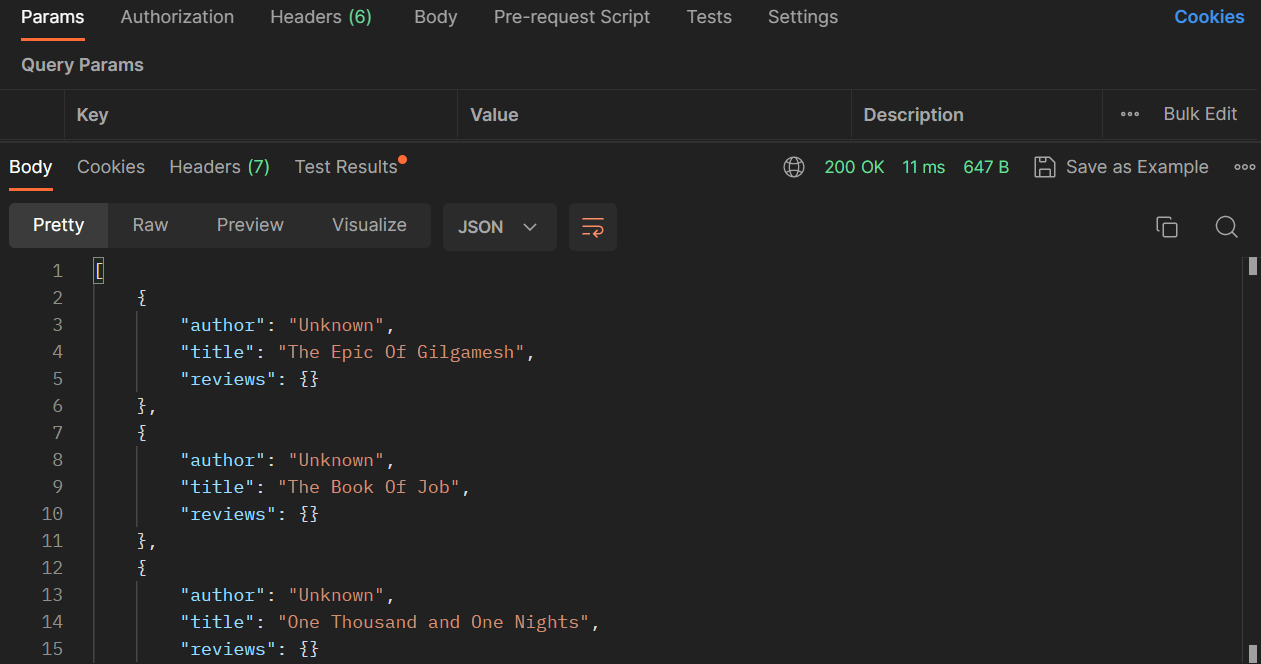 Params Authorization Headers (6) Body Pre-request Script Tests Settings Cookies
Query Params
Key Value Description Bulk Edit
Body Cookies Headers (7) Test Results 200 OK 11 ms 647 B Save as Example
Pretty Raw Preview Visualize JSON
1 [
2 {
3 "author": "Unknown",
4 "title": "The Epic Of Gilgamesh",
5 "reviews": {}
6 },
7 {
8 "author": "Unknown",
9 "title": "The Book Of Job",
10 "reviews": {}
11 },
12 {
13 "author": "Unknown",
14 "title": "One Thousand and One Nights",
15 "reviews": {}